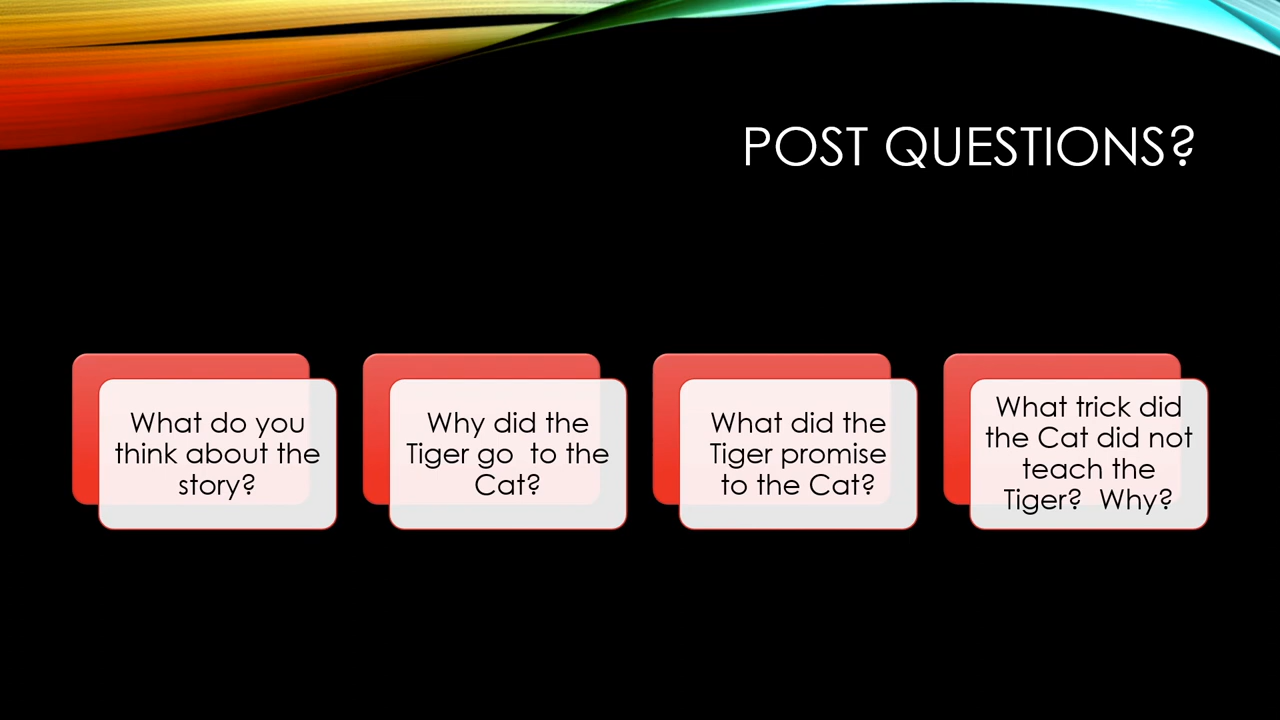 POST QUESTIONS?
What do you
think about the
story?
Why did the
Tiger go  to the
Cat?
What did the
Tiger promise
to the Cat?
What trick did
the Cat did not
teach the
Tiger?  Why?